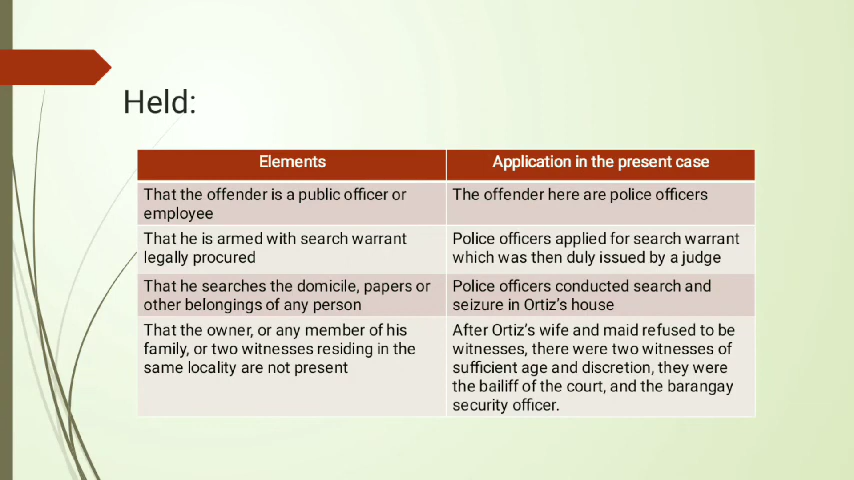 Held:
Elements
Application in the present case
That the offender is a public officer or
employee
The offender here are police officers
That he is armed with search warrant
legally procured
Police officers applied for search warrant
which was then duly issued by a judge
That he searches the domicile, papers or
other belongings of any person
Police officers conducted search and
seizure in Ortiz's house
That the owner, or any member of his
family, or two witnesses residing in the
same locality are not present
After Ortiz's wife and maid refused to be
witnesses, there were two witnesses of
sufficient age and discretion, they were
the bailiff of the court, and the barangay
security officer.